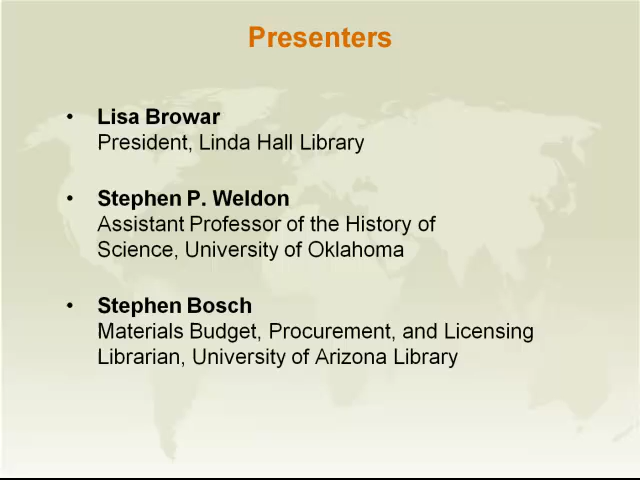 Presenters
• Lisa Browar
President, Linda Hall Library
• Stephen P. Weldon
Assistant Professor of the History of
Science, University of Oklahoma
• Stephen Bosch
Materials Budget, Procurement, and Licensing
Librarian, University of Arizona Library